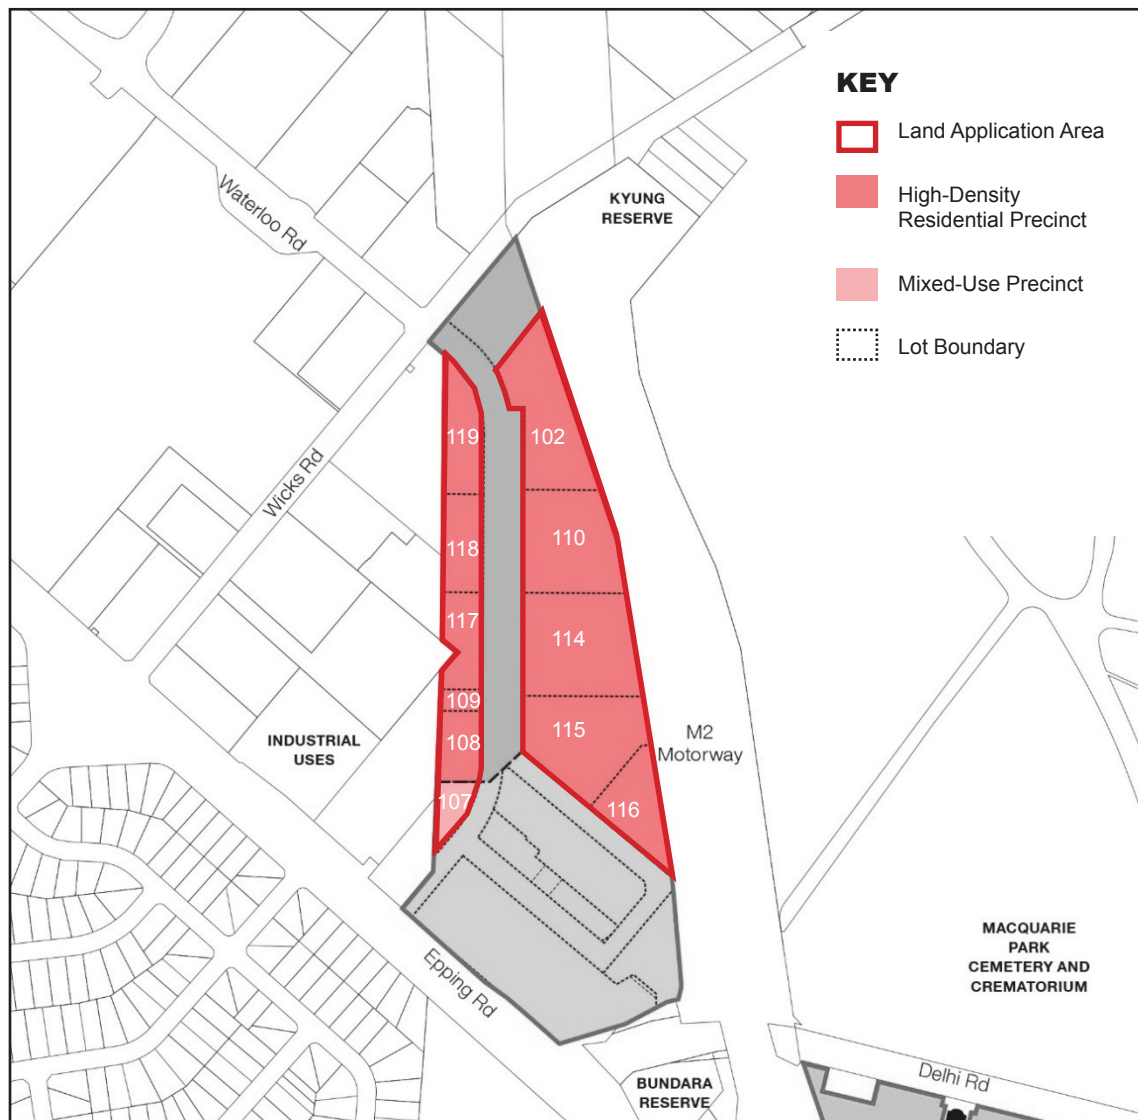 KEY
Land Application Area
High-Density
Residential Precinct
Mixed-Use Precinct
Lot Boundary
KYUNG
RESERVE
Waterloo Rd
Wicks Rd
119
102
118
110
117
114
109
115
108
M2
Motorway
INDUSTRIAL
USES
107
116
Epping Rd
MACQUARIE
PARK
CEMETERY AND
CREMATORIUM
BUNDARA
RESERVE
Delhi Rd